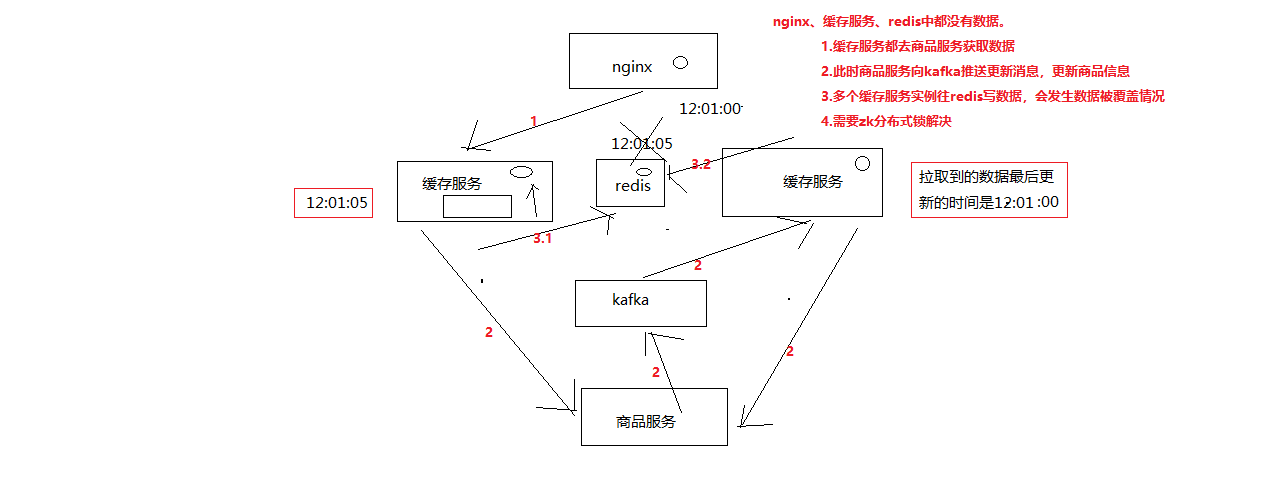 nginx、缓存服务、redis中都没有数据。
1.缓存服务都去商品服务获取数据
2.此时商品服务向kafka推送更新消息，更新商品信息
3.多个缓存服务实例往redis写数据，会发生数据被覆盖情况
4.需要zk分布式锁解决
nginx
12:01:00
1
12:01:05
3.2
缓存服务
redis
缓存服务
拉取到的数据最后更
新的时间是12:01:00
12:01:05
3.1
2
kafka
2
2
2
商品服务